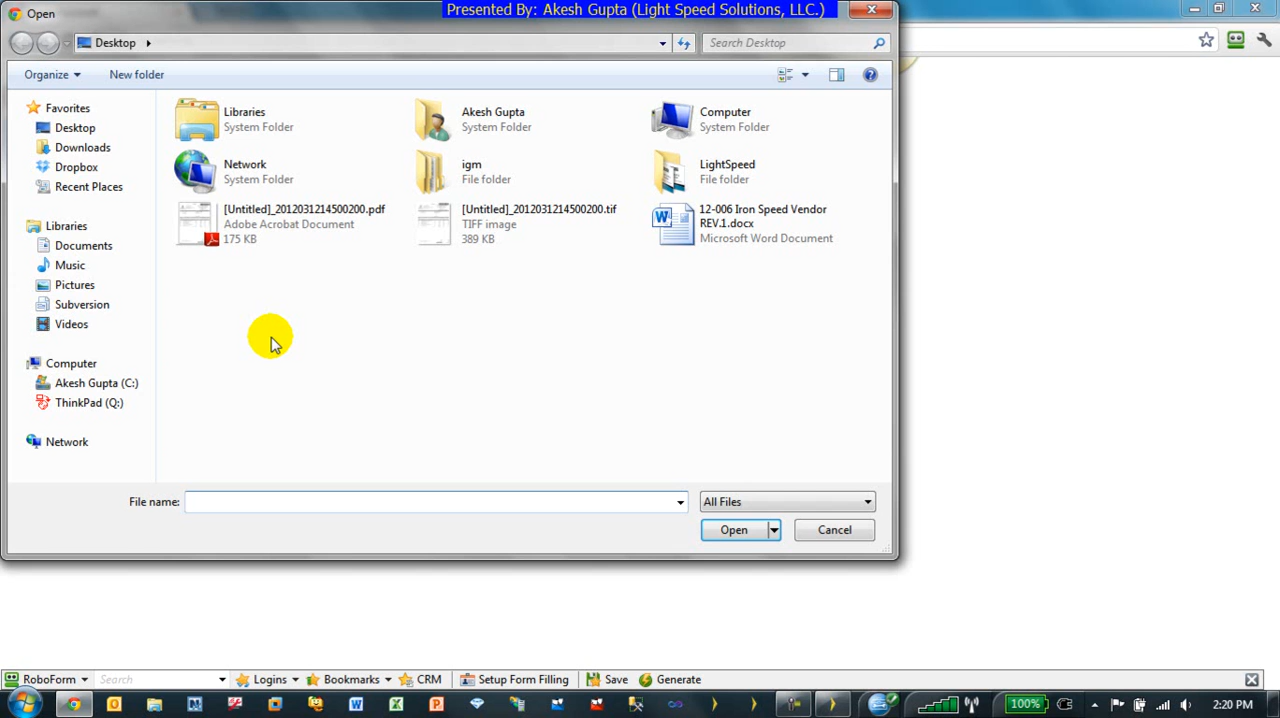 Open
Presented By: Akesh Gupta (Light Speed Solutions, LLC.)
Desktop
Search Desktop
Organize
New folder
Favorites
Desktop
Downloads
Dropbox
Recent Places
Libraries
Documents
Music
Pictures
Subversion
Videos
Computer
Akesh Gupta (C:)
ThinkPad (Q:)
Network
Libraries
System Folder
Akesh Gupta
System Folder
Computer
System Folder
Network
System Folder
igm
File folder
LightSpeed
File folder
[Untitled]_2012031214500200.pdf
Adobe Acrobat Document
175 KB
[Untitled]_2012031214500200.tif
TIFF image
389 KB
12-006 Iron Speed Vendor
REV.1.docx
Microsoft Word Document
File name:
All Files
Open
Cancel
RoboForm
Search
Logins
Bookmarks
CRM
Setup Form Filling
Save
Generate
100%
2:20 PM